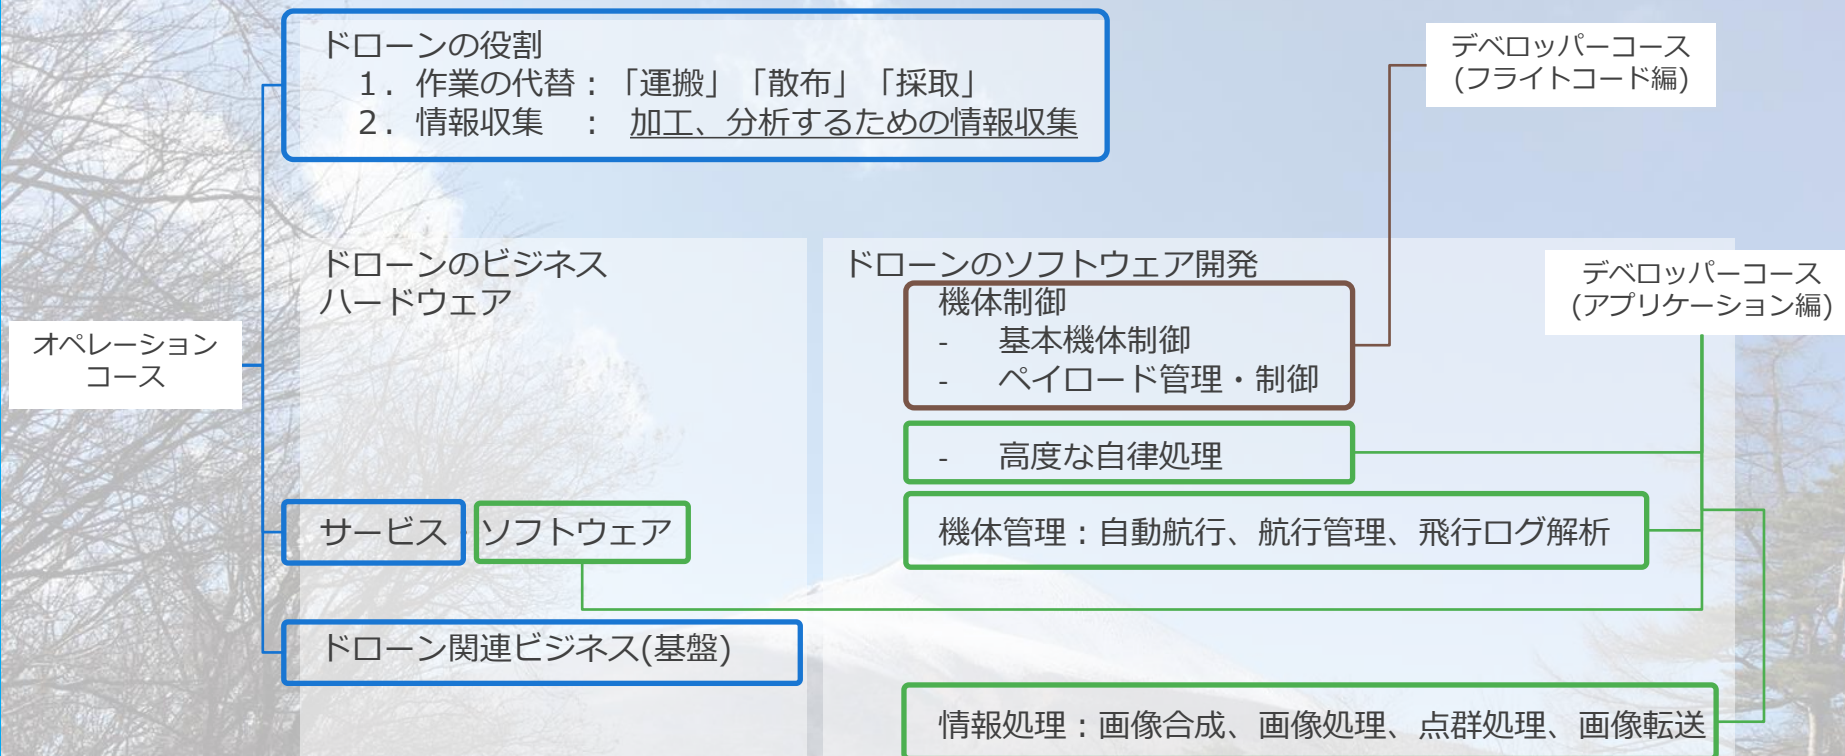 ドローンの役割
1. 作業の代替:「運搬」「散布」「採取」
2. 情報収集 : 加工、分析するための情報収集
デベロッパーコース
(フライトコード編)
ドローンのビジネス
ハードウェア
サービス
ソフトウェア
ドローン関連ビジネス(基盤)
オペレーション
コース
ドローンのソフトウェア開発
機体制御
- 基本機体制御
- ペイロード管理・制御
- 高度な自律処理
機体管理:自動航行、航行管理、飛行ログ解析
情報処理:画像合成、画像処理、点群処理、画像転送
デベロッパーコース
(アプリケーション編)